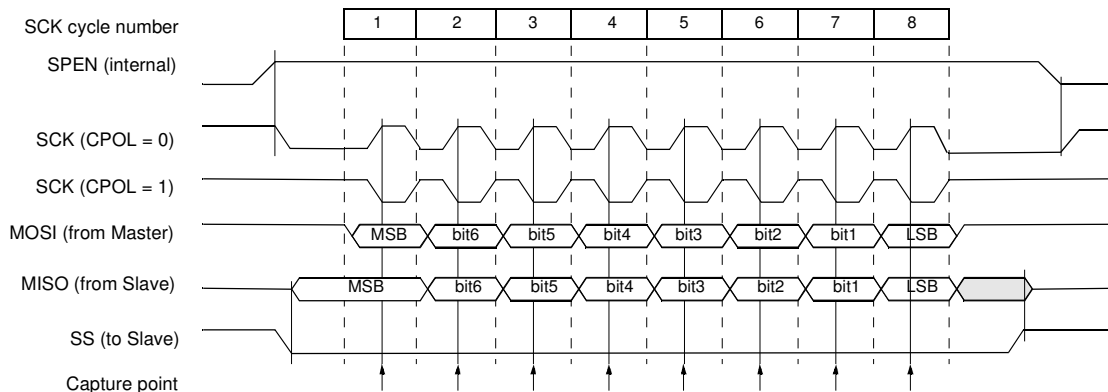 SCK cycle number 1 2 3 4 5 6 7 8
SPEN (internal)
SCK (CPOL = 0)
SCK (CPOL = 1)
MOSI (from Master) MSB bit6 bit5 bit4 bit3 bit2 bit1 LSB
MISO (from Slave) MSB bit6 bit5 bit4 bit3 bit2 bit1 LSB
SS (to Slave)
Capture point